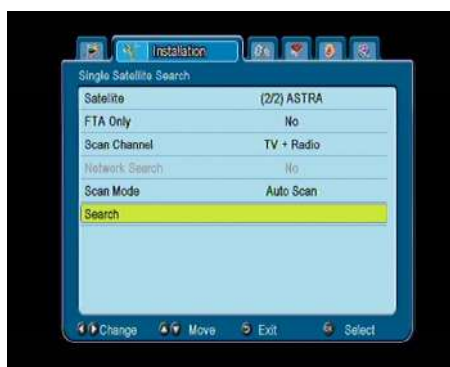 Installation
Single Satellite Search
Satellite (2/2) ASTRA
FTA Only No
Scan Channel TV + Radio
Network Search No
Scan Mode Auto Scan
Search
Change Move Exit Select